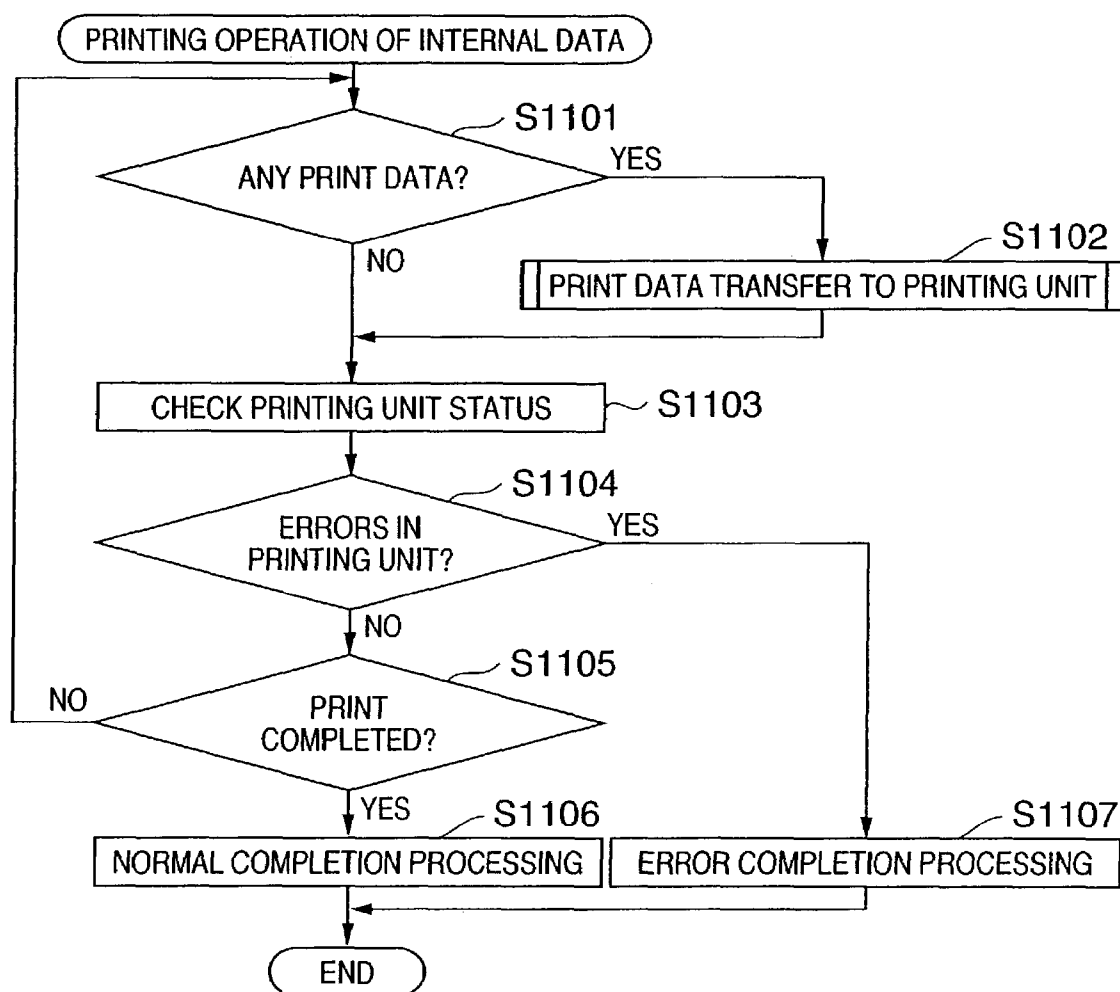 PRINTING OPERATION OF INTERNAL DATA
S1101
ANY PRINT DATA?
YES
NO
S1102
PRINT DATA TRANSFER TO PRINTING UNIT
CHECK PRINTING UNIT STATUS
S1103
S1104
ERRORS IN
PRINTING UNIT?
YES
NO
S1105
NO
PRINT
COMPLETED?
YES
S1106
S1107
NORMAL COMPLETION PROCESSING
ERROR COMPLETION PROCESSING
END